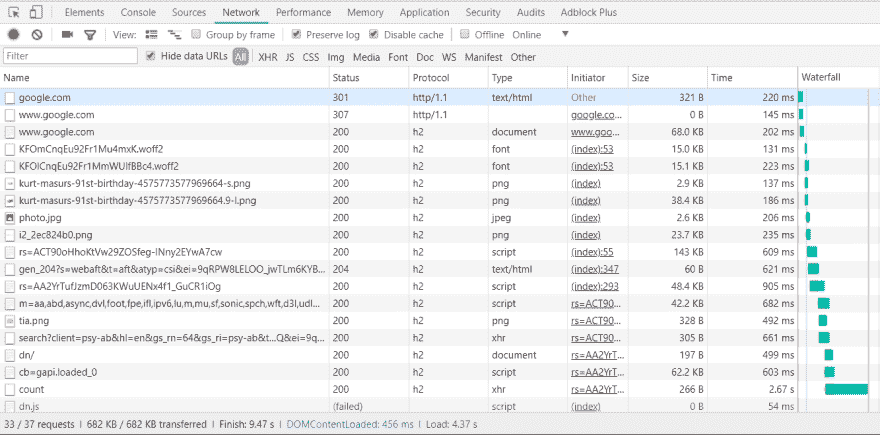 Elements Console Sources Network Performance Memory Application Security Audits Adblock Plus
View: Group by frame Preserve log Disable cache Offline Online
Filter Hide data URLs All XHR JS CSS Img Media Font Doc WS Manifest Other
Name Status Protocol Type Initiator Size Time Waterfall
google.com 301 http/1.1 text/html Other 321 B 220 ms
www.google.com 307 http/1.1 google.co... 0 B 145 ms
www.google.com 200 h2 document www.goo... 68.0 KB 202 ms
KFOmCnqEu92Fr1Mu4mxK.woff2 200 h2 font (index):53 15.0 KB 131 ms
KFOlCnqEu92Fr1MmWUlfBBc4.woff2 200 h2 font (index):53 15.1 KB 223 ms
kurt-masurs-91st-birthday-4575773577969664-s.png 200 h2 png (index) 2.9 KB 137 ms
kurt-masurs-91st-birthday-4575773577969664.9-l.png 200 h2 png (index) 38.4 KB 186 ms
photo.jpg 200 h2 jpeg (index) 2.6 KB 206 ms
i2_2ec824b0.png 200 h2 png (index) 23.7 KB 235 ms
rs=ACT90oHhoKtVw29ZOSfeg-lNny2EYwA7cw 200 h2 script (index):55 143 KB 609 ms
gen_204?s=webaft&t=aft&atyp=csi&ei=9qRPW8LELOO_jwTLm6KYB... 204 h2 text/html (index):347 60 B 621 ms
rs=AA2YrTufJzmD063KWuUENx4f1_GuCR1iOg 200 h2 script (index):293 48.4 KB 905 ms
m=aa,abd,async,dvl,foot,fpe,ifl,ipv6,lu,m,mu,sf,sonic,spch,wft,d3l,udl... 200 h2 script rs=ACT90... 42.2 KB 682 ms
tia.png 200 h2 png rs=ACT90... 328 B 492 ms
search?client=psy-ab&hl=en&gs_rn=64&gs_ri=psy-ab&t...Q&ei=9q... 200 h2 xhr rs=ACT90... 305 B 661 ms
dn/ 200 h2 document rs=AA2YrT... 197 B 499 ms
cb=gapi.loaded_0 200 h2 script rs=AA2YrT... 62.2 KB 603 ms
count 200 h2 xhr rs=AA2YrT... 266 B 2.67 s
dn.js (failed) script (index) 0 B 54 ms
33 / 37 requests | 682 KB / 682 KB transferred | Finish: 9.47 s | DOMContentLoaded: 456 ms | Load: 4.37 s